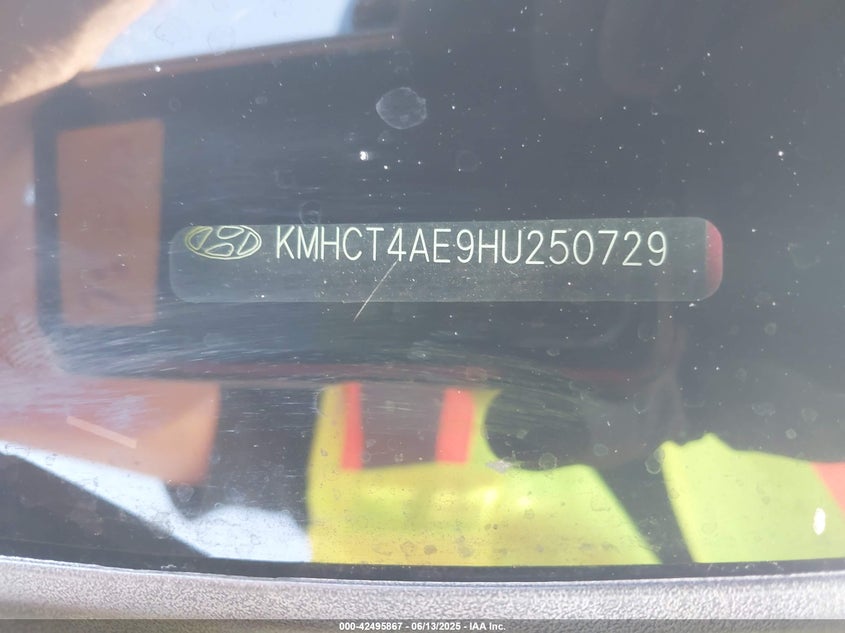 KMHCT4AE9HU250729
000-42495867 - 06/13/2025 - IAA Inc.